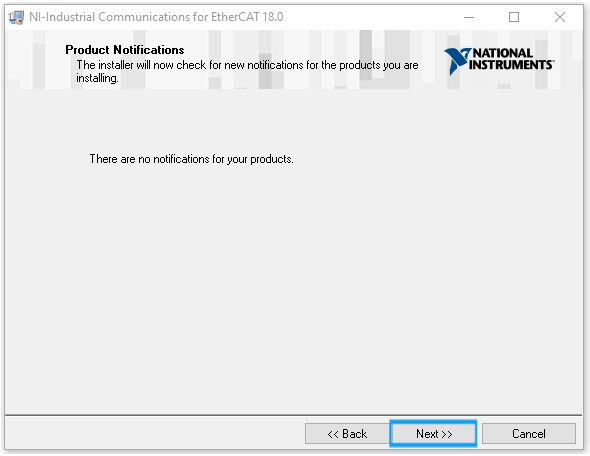 NI-Industrial Communications for EtherCAT 18.0
Product Notifications
The installer will now check for new notifications for the products you are
installing.
NATIONAL
INSTRUMENTS
There are no notifications for your products.
<< Back
Next >>
Cancel